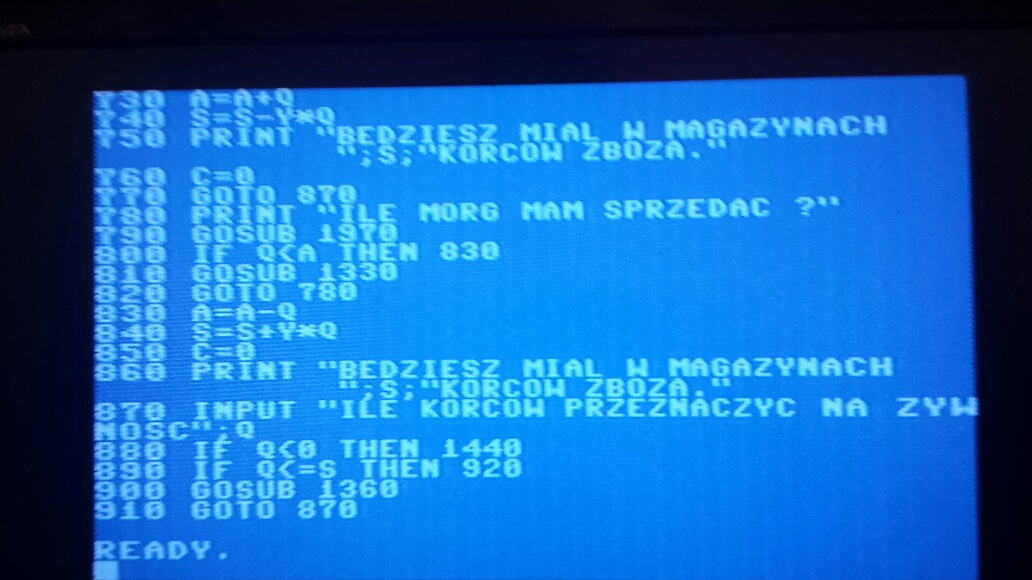 730 A=A+Q
740 S=S-Y*Q
750 PRINT "BEDZIESZ MIAL W MAGAZYNACH
";S;"KORCOW ZBOZA."
760 C=0
770 GOTO 870
780 PRINT "ILE MORG MAM SPRZEDAC ?"
790 GOSUB 1970
800 IF Q<A THEN 830
810 GOSUB 1330
820 GOTO 780
830 A=A-Q
840 S=S+Y*Q
850 C=0
860 PRINT "BEDZIESZ MIAL W MAGAZYNACH
";S;"KORCOW ZBOZA."
870 INPUT "ILE KORCOW PRZEZNACZYC NA ZYW
NOSC";Q
880 IF Q<0 THEN 1440
890 IF Q<=S THEN 920
900 GOSUB 1360
910 GOTO 870
READY.